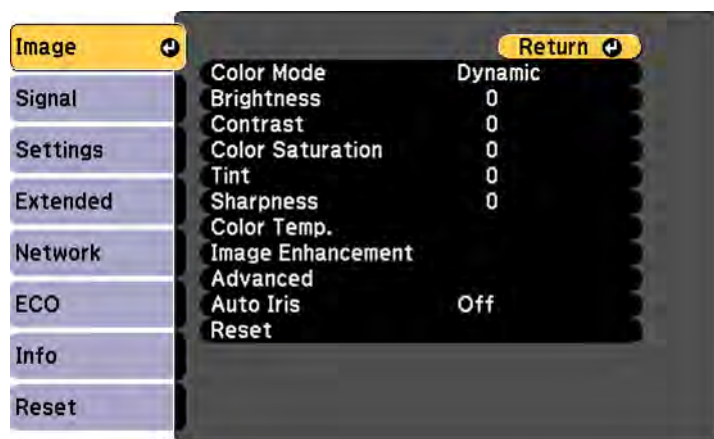 Image
Signal
Settings
Extended
Network
ECO
Info
Reset
Return
Color Mode Dynamic
Brightness 0
Contrast 0
Color Saturation 0
Tint 0
Sharpness 0
Color Temp.
Image Enhancement
Advanced
Auto Iris Off
Reset